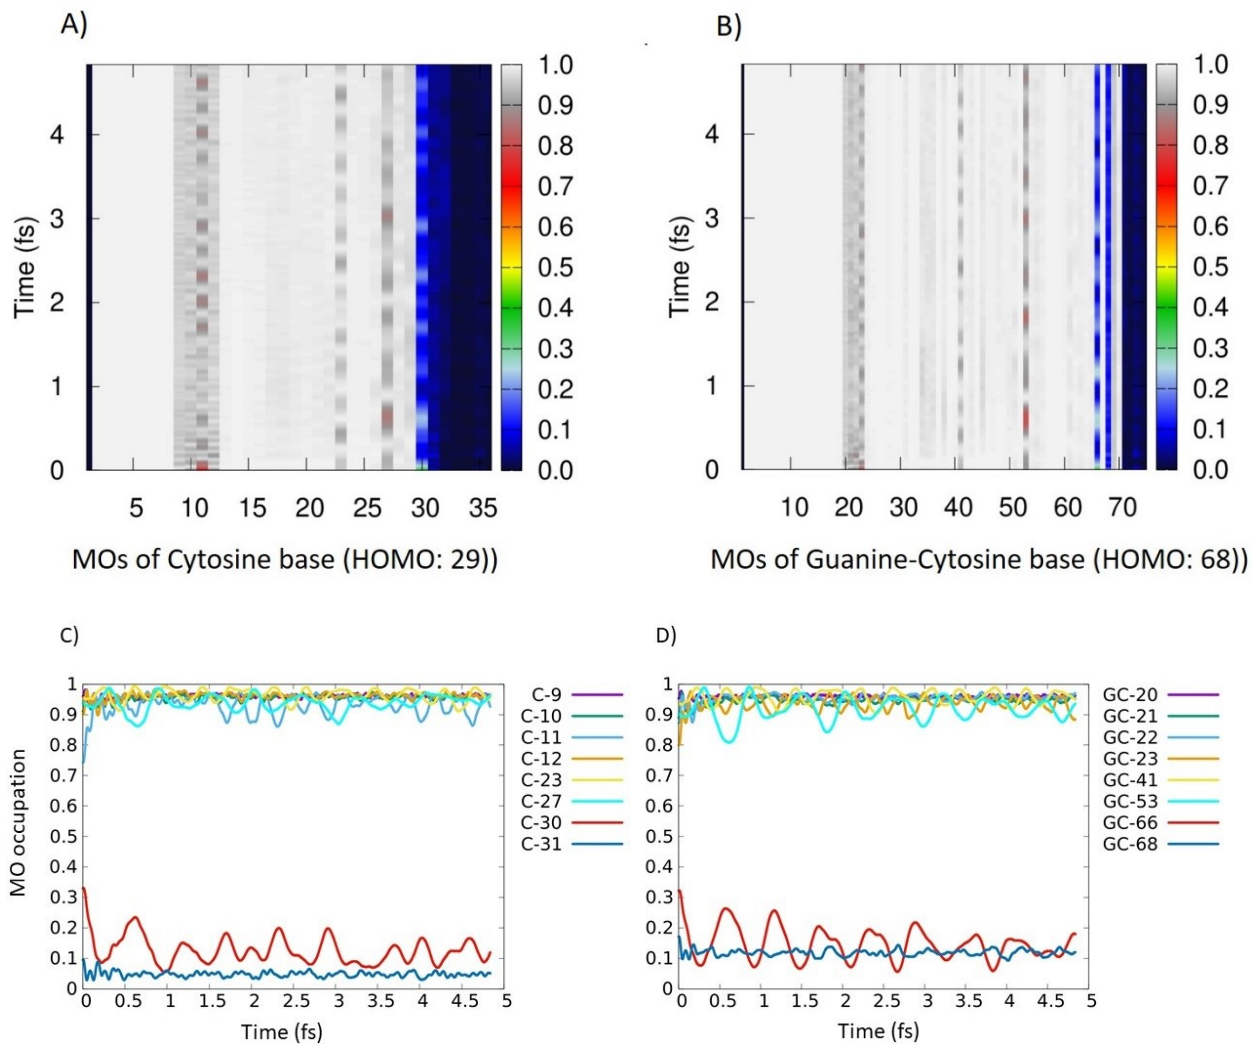 A)
B)
1.0
0.9
0.8
0.7
0.6
0.5
0.4
0.3
0.2
0.1
0.0
4
3
2
1
0
Time (fs)
5 10 15 20 25 30 35
MOs of Cytosine base (HOMO: 29))
1.0
0.9
0.8
0.7
0.6
0.5
0.4
0.3
0.2
0.1
0.0
4
3
2
1
0
Time (fs)
10 20 30 40 50 60 70
MOs of Guanine-Cytosine base (HOMO: 68))
C)
D)
1
0.9
0.8
0.7
0.6
0.5
0.4
0.3
0.2
0.1
0
MO occupation
0 0.5 1 1.5 2 2.5 3 3.5 4 4.5 5
Time (fs)
C-9
C-10
C-11
C-12
C-23
C-27
C-30
C-31
1
0.9
0.8
0.7
0.6
0.5
0.4
0.3
0.2
0.1
0
0 0.5 1 1.5 2 2.5 3 3.5 4 4.5 5
Time (fs)
GC-20
GC-21
GC-22
GC-23
GC-41
GC-53
GC-66
GC-68